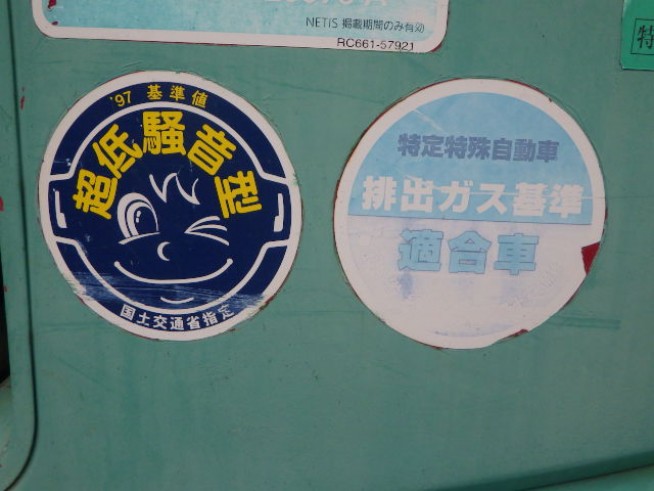 NETIS 掲載期間のみ有効
RC661-5792J
'97 基準値
超低騒音型
国土交通省指定
特定特殊自動車
排出ガス基準
適合車
特